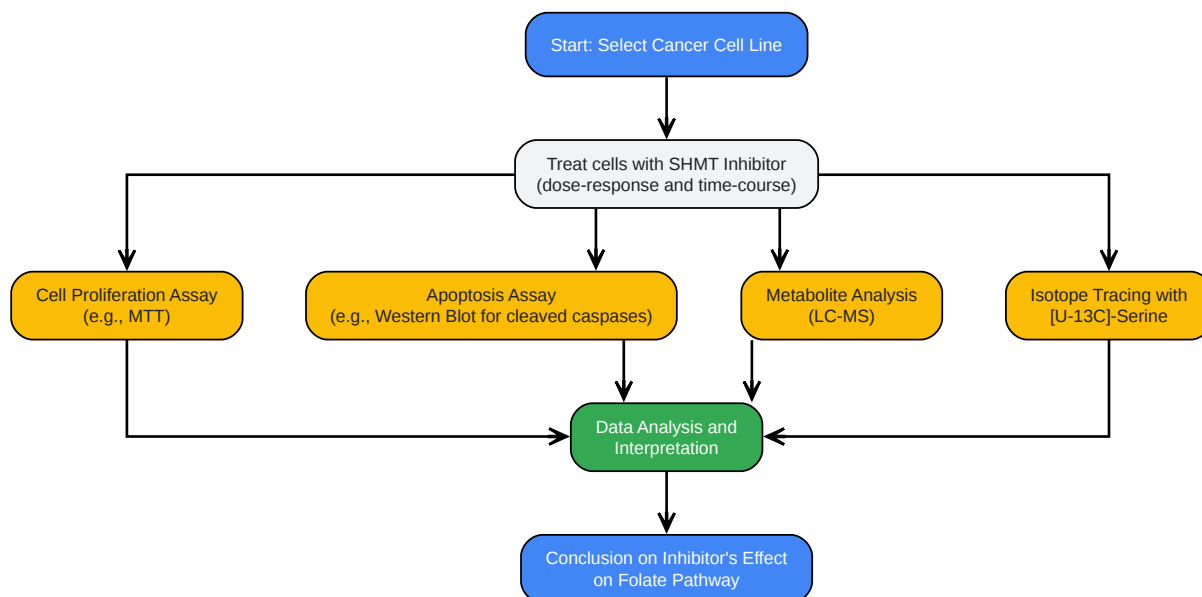 Start: Select Cancer Cell Line
Treat cells with SHMT Inhibitor
(dose-response and time-course)
Cell Proliferation Assay
(e.g., MTT)
Apoptosis Assay
(e.g., Western Blot for cleaved caspases)
Metabolite Analysis
(LC-MS)
Isotope Tracing with
[U-13C]-Serine
Data Analysis and
Interpretation
Conclusion on Inhibitor's Effect
on Folate Pathway